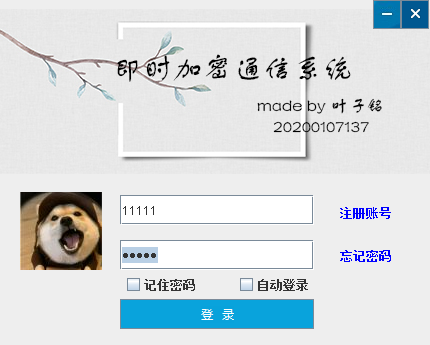 即时加密通信系统
made by 叶子铭
20200107137
11111
注册账号
●●●●●
忘记密码
记住密码 自动登录
登 录